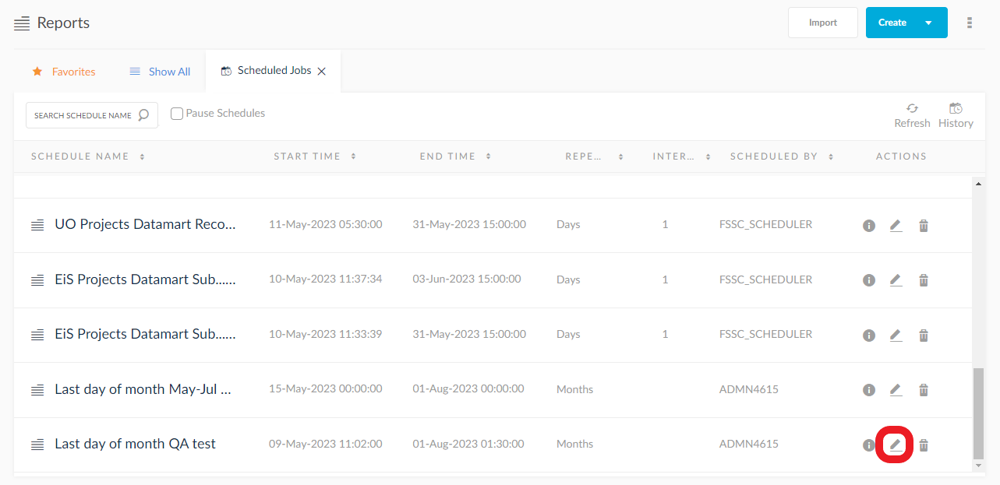 Reports
Import
Create
Favorites
Show All
Scheduled Jobs
SEARCH SCHEDULE NAME
Pause Schedules
Refresh
History
SCHEDULE NAME START TIME END TIME REPE... INTER... SCHEDULED BY ACTIONS
UO Projects Datamart Reco... 11-May-2023 05:30:00 31-May-2023 15:00:00 Days 1 FSSC_SCHEDULER
EiS Projects Datamart Sub...... 10-May-2023 11:37:34 03-Jun-2023 15:00:00 Days 1 FSSC_SCHEDULER
EiS Projects Datamart Sub...... 10-May-2023 11:33:39 31-May-2023 15:00:00 Days 1 FSSC_SCHEDULER
Last day of month May-Jul ... 15-May-2023 00:00:00 01-Aug-2023 00:00:00 Months ADMN4615
Last day of month QA test 09-May-2023 11:02:00 01-Aug-2023 01:30:00 Months ADMN4615